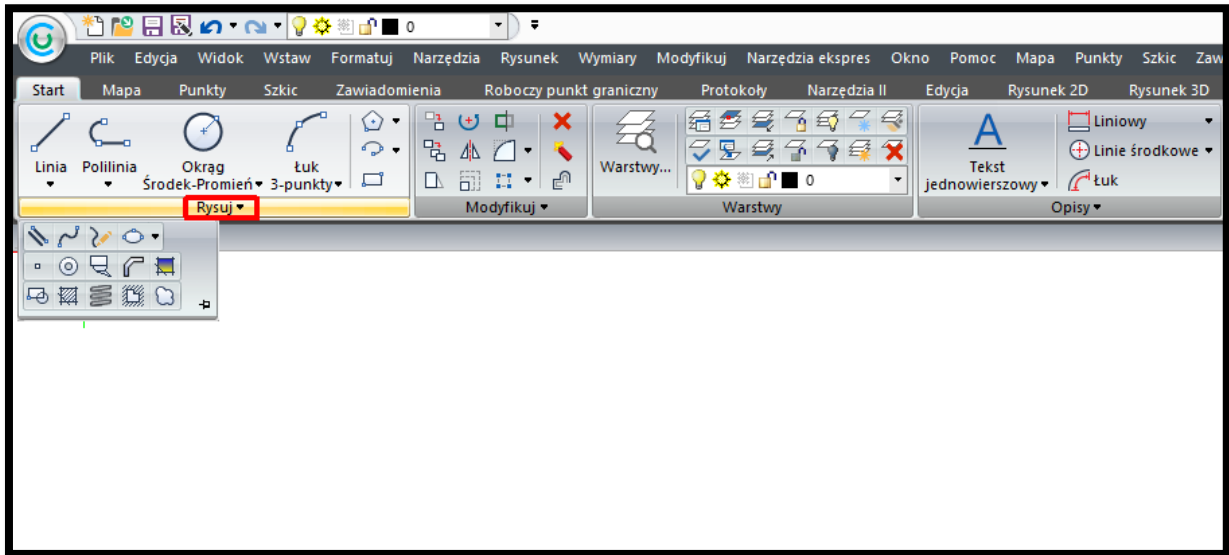 0
Plik Edycja Widok Wstaw Formatuj Narzędzia Rysunek Wymiary Modyfikuj Narzędzia ekspres Okno Pomoc Mapa Punkty Szkic Zaw
Start Mapa Punkty Szkic Zawiadomienia Roboczy punkt graniczny Protokoły Narzędzia II Edycja Rysunek 2D Rysunek 3D
Linia Polilinia Okrąg Środek-Promień Łuk 3-punkty
Rysuj
Modyfikuj
Warstwy...
0
Warstwy
A
Tekst jednowierszowy
Liniowy
Linie środkowe
Łuk
Opisy